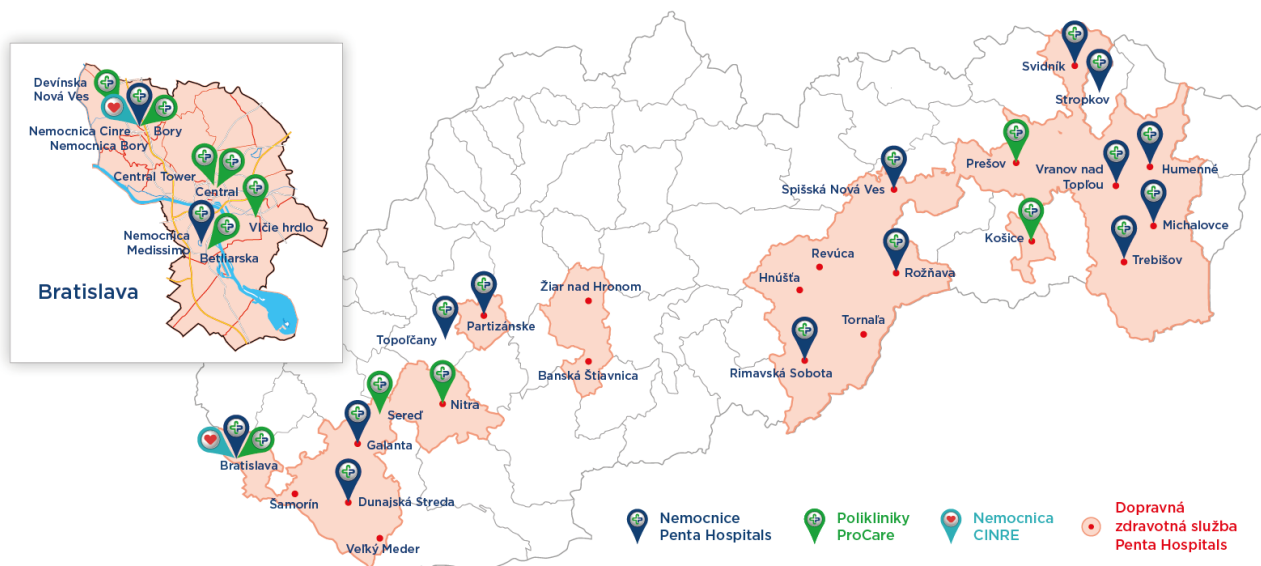 Devínska
Nová Ves
Nemocnica Cinre
Bory
Nemocnica Bory
Central Tower
Central
Vlčie hrdlo
Nemocnica
Medissimo
Betliarska
Bratislava
Svidník
Stropkov
Prešov
Vranov nad
Topľou
Humenné
Spišská Nová Ves
Michalovce
Košice
Trebišov
Revúca
Rožňava
Hnúšťa
Tornaľa
Rimavská Sobota
Žiar nad Hronom
Banská Štiavnica
Partizánske
Topoľčany
Nitra
Sereď
Galanta
Bratislava
Šamorín
Dunajská Streda
Veľký Meder
Nemocnice
Penta Hospitals
Polikliniky
ProCare
Nemocnica
CINRE
Dopravná
zdravotná služba
Penta Hospitals